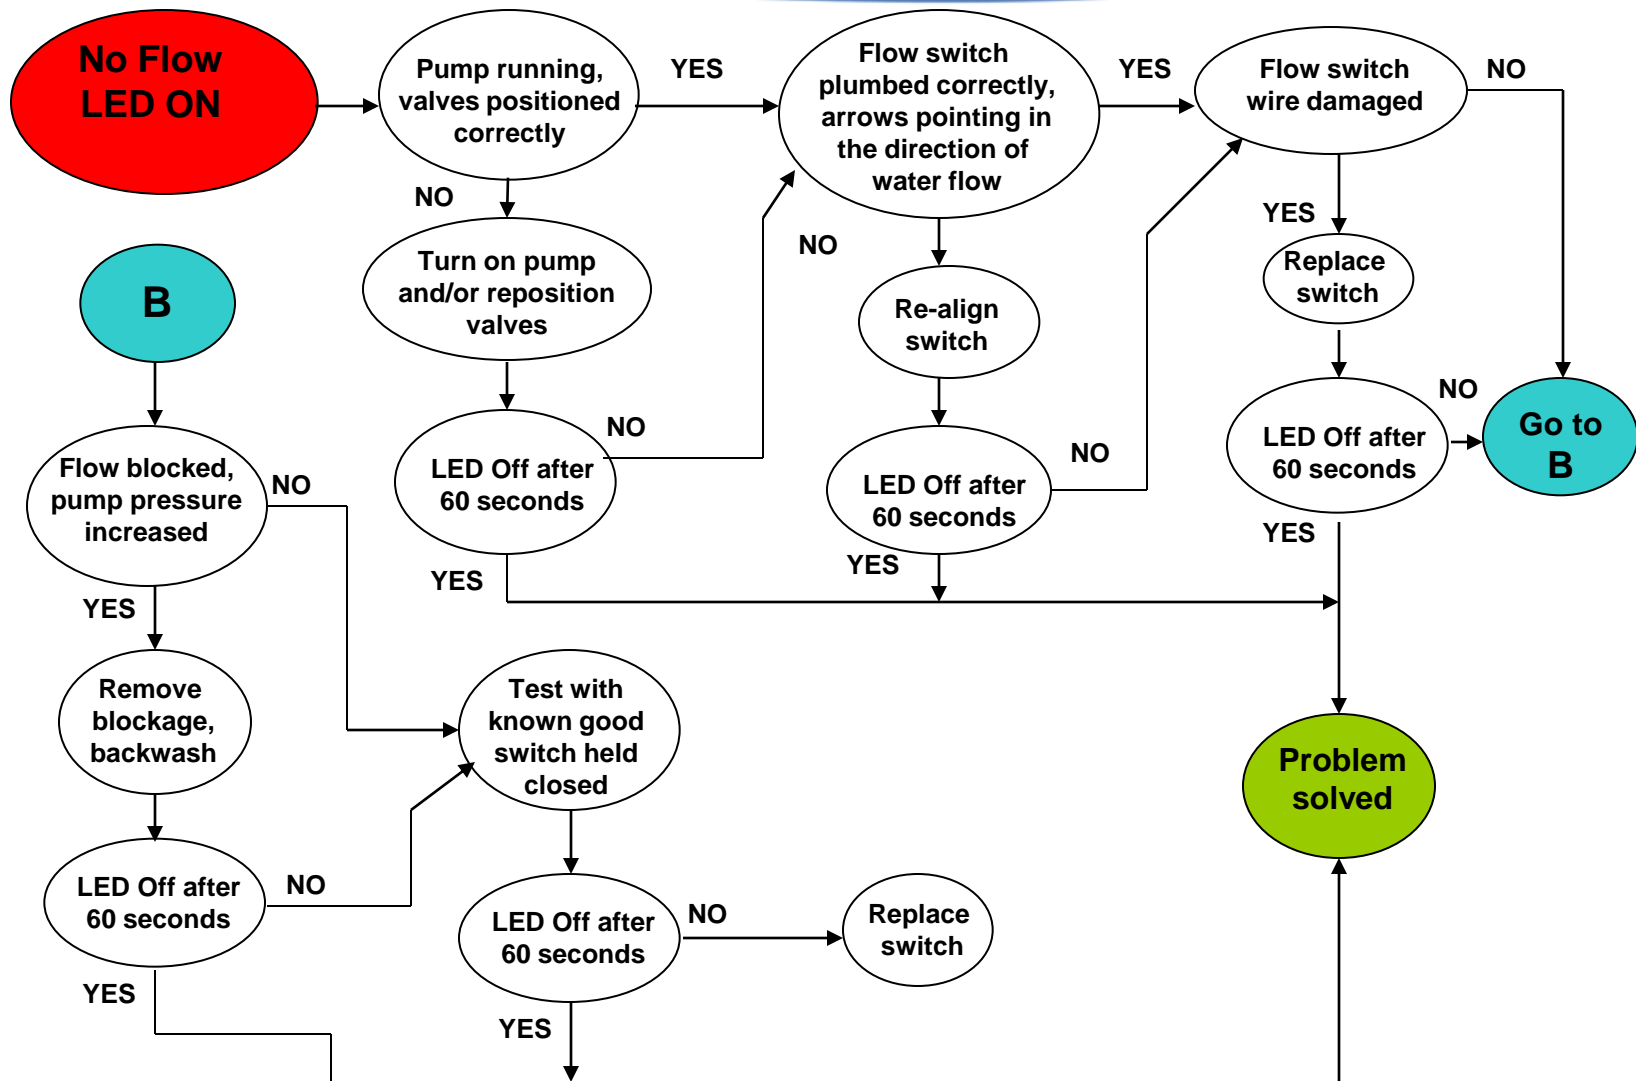 No Flow
LED ON
Pump running,
valves positioned
correctly
YES
Flow switch
plumbed correctly,
arrows pointing in
the direction of
water flow
YES
Flow switch
wire damaged
NO
NO
Turn on pump
and/or reposition
valves
NO
Re-align
switch
YES
Replace
switch
B
LED Off after
60 seconds
NO
LED Off after
60 seconds
NO
LED Off after
60 seconds
NO
Go to
B
YES
YES
YES
Flow blocked,
pump pressure
increased
NO
YES
Remove
blockage,
backwash
Test with
known good
switch held
closed
Problem
solved
LED Off after
60 seconds
NO
LED Off after
60 seconds
NO
Replace
switch
YES
YES